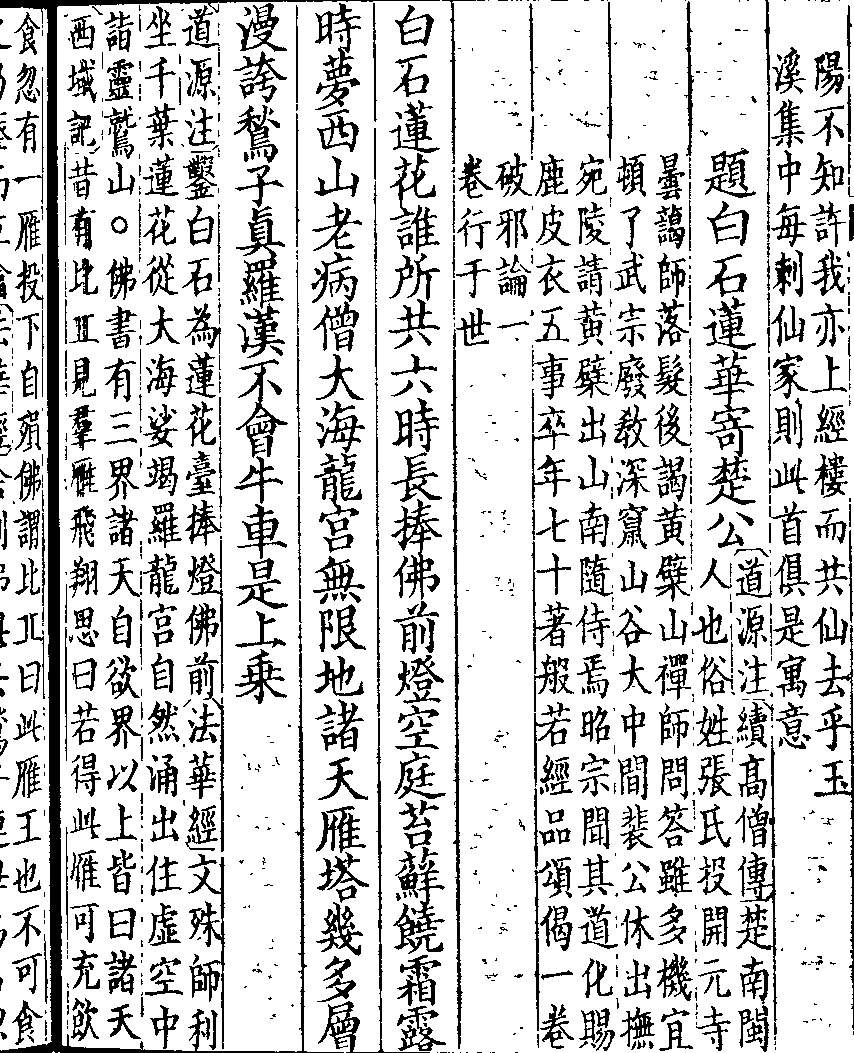 陽不知許我亦上經樓而共仙去乎玉
溪集中每刺仙家則此首俱是寓意
題白石蓮華寄楚公
道源注續高僧傳楚南閩
人也俗姓張氏投開元寺
曇藹師落髮後謁黃檗山禪師問答雖多機宜
頓了武宗廢教深竄山谷大中間裴公休出撫
宛陵請黃檗出山南隨侍焉昭宗聞其道化賜
鹿皮衣五事卒年七十著般若經品頌偈一卷
破邪論一
卷行于世
白石蓮花誰所共六時長捧佛前燈空庭苔蘚饒霜露
時夢西山老病僧大海龍宮無限地諸天雁塔幾多層
漫誇鶖子真羅漢不會牛車是上乗
道源注鑿白石為蓮花臺捧燈佛前法華經文殊師利
坐千葉蓮花從大海娑竭羅龍宮自然涌出住虛空中
詣靈鷲山○佛書有三界諸天自欲界以上皆曰諸天
西域記昔有比丘見羣雁飛翔思曰若得此雁可充飲
食忽有一雁投下自殞佛謂比丘曰此雁王也不可食